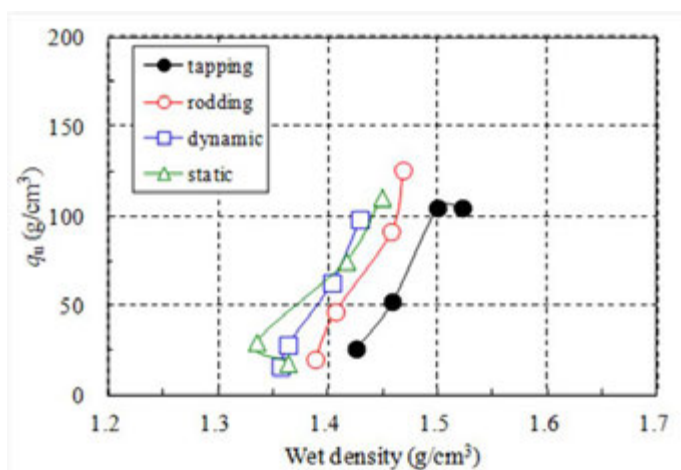 200
150
100
50
0
qu (g/cm³)
tapping
rodding
dynamic
static
1.2 1.3 1.4 1.5 1.6 1.7
Wet density (g/cm³)